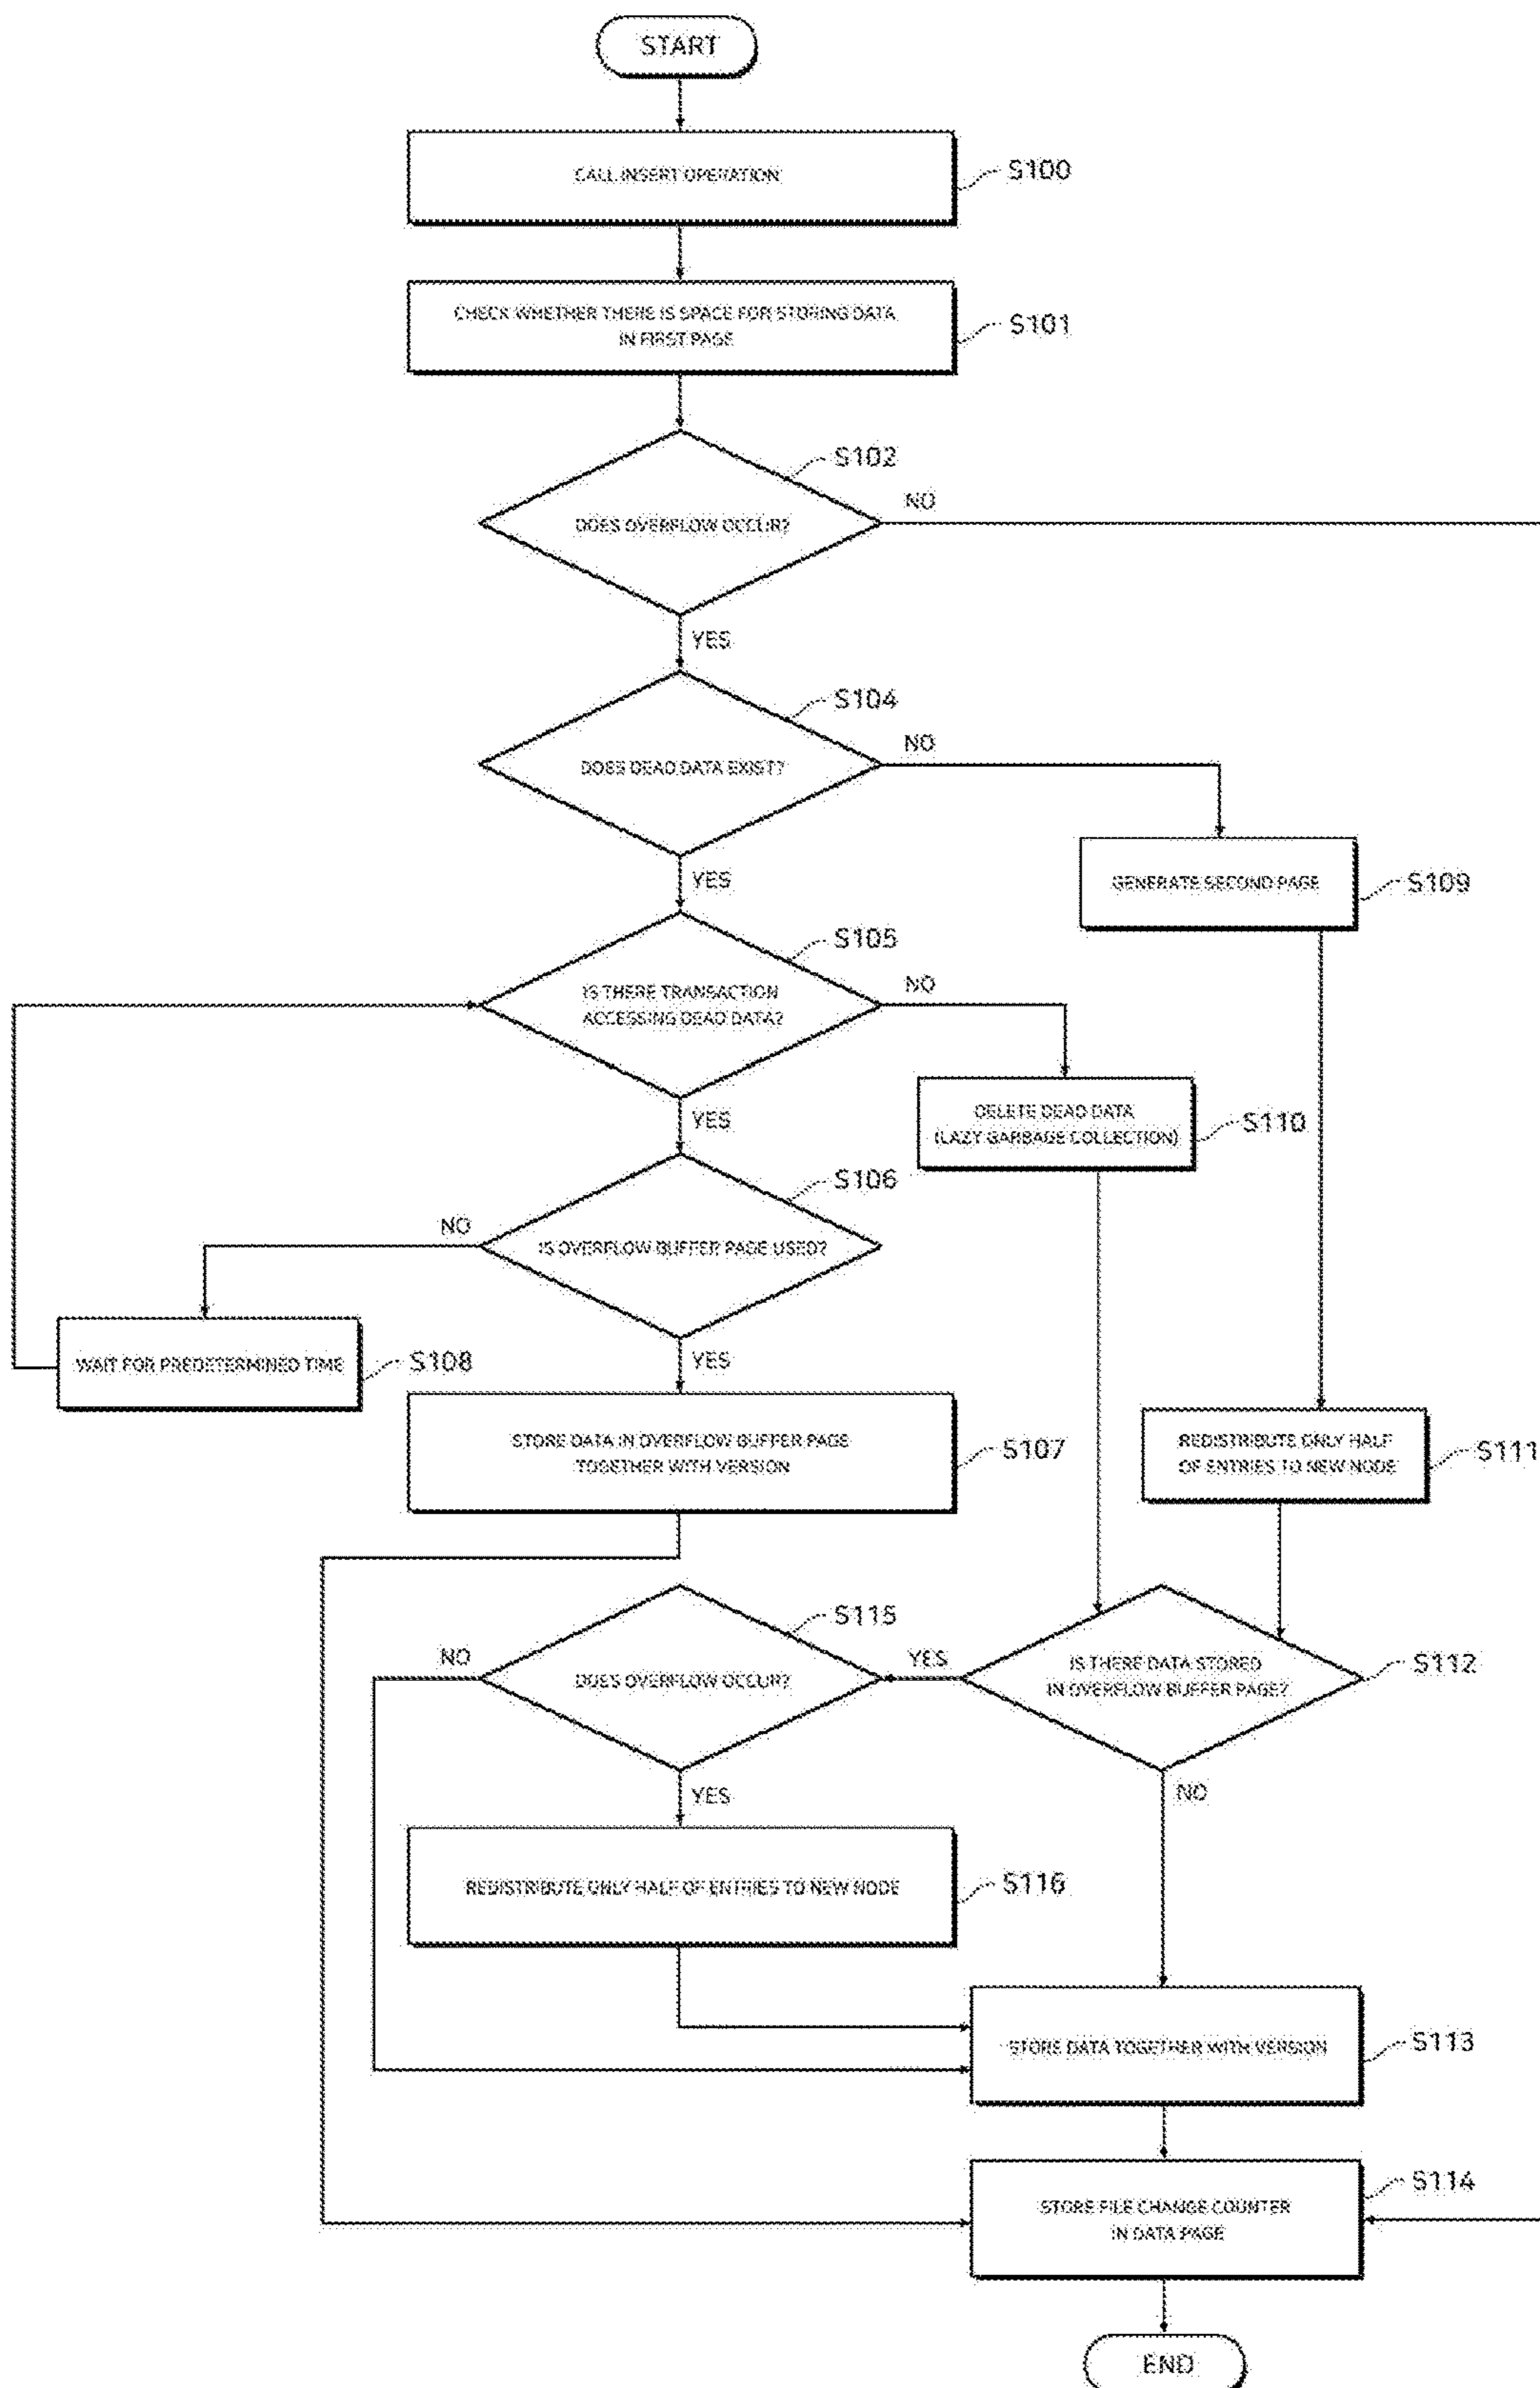 START
CALL INSERT OPERATION
S100
CHECK WHETHER THERE IS SPACE FOR STORING DATA
IN FIRST PAGE
S101
S102
DOES OVERFLOW OCCUR?
NO
YES
S104
DOES DEAD DATA EXIST?
NO
YES
GENERATE SECOND PAGE
S109
S105
IS THERE TRANSACTION
ACCESSING DEAD DATA?
NO
YES
DELETE DEAD DATA
(LAZY GARBAGE COLLECTION)
S110
S106
IS OVERFLOW BUFFER PAGE USED?
NO
YES
WAIT FOR PREDETERMINED TIME
S108
STORE DATA IN OVERFLOW BUFFER PAGE
TOGETHER WITH VERSION
S107
REDISTRIBUTE ONLY HALF
OF ENTRIES TO NEW NODE
S111
S115
DOES OVERFLOW OCCUR?
NO
YES
YES
IS THERE DATA STORED
IN OVERFLOW BUFFER PAGE?
S112
NO
REDISTRIBUTE ONLY HALF OF ENTRIES TO NEW NODE
S116
STORE DATA TOGETHER WITH VERSION
S113
STORE FILE CHANGE COUNTER
IN DATA PAGE
S114
END